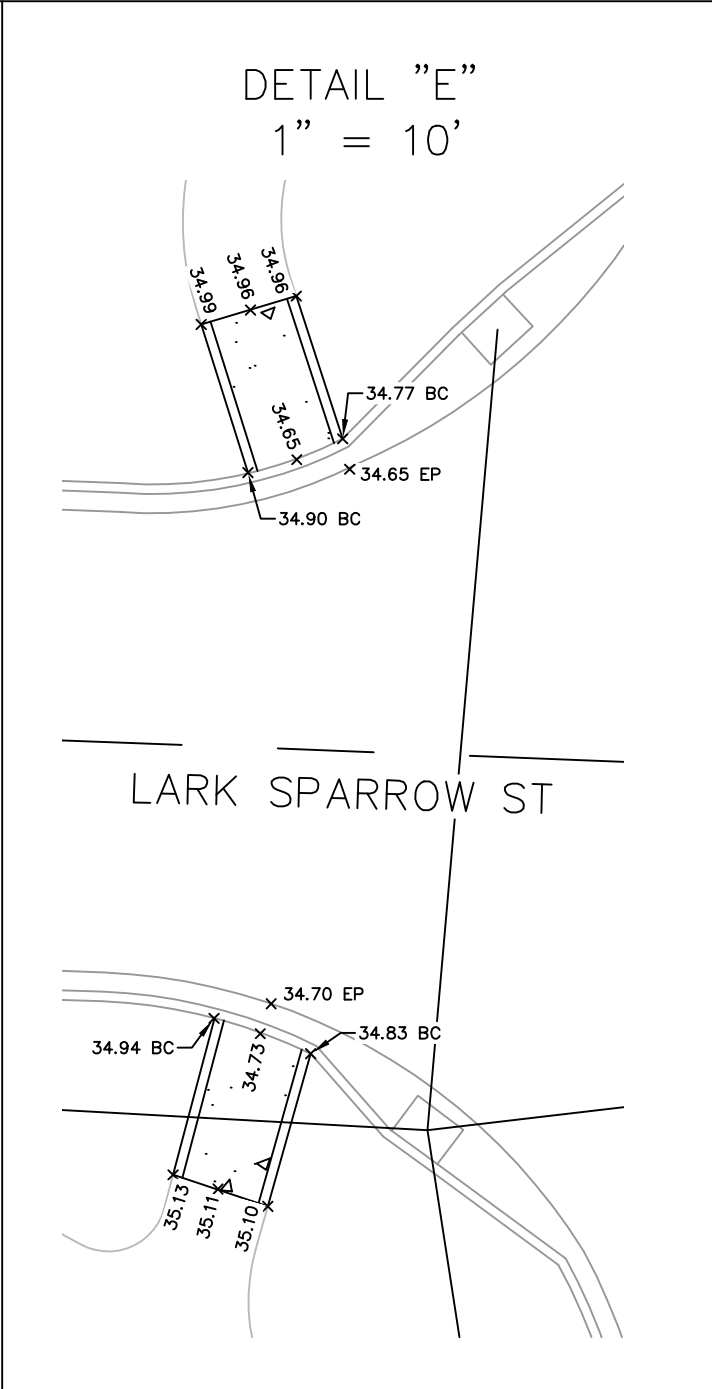 DETAIL "E"
1" = 10'
34.99
34.96
34.96
34.77 BC
34.65
34.65 EP
34.90 BC
LARK SPARROW ST
34.70 EP
34.83 BC
34.94 BC
34.73
35.13
35.11
35.10